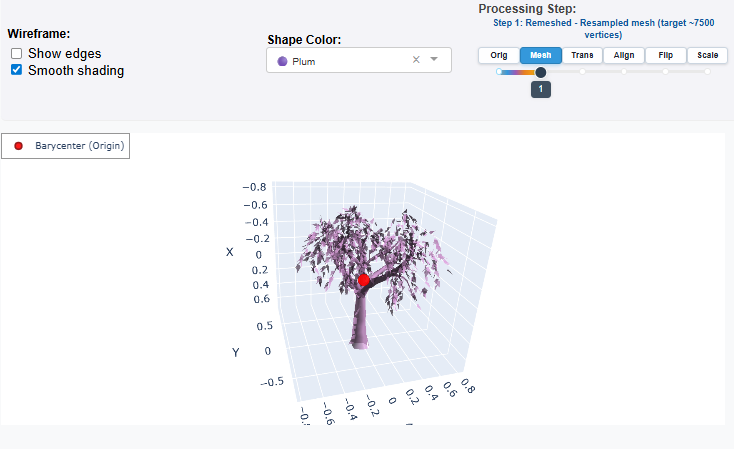 Processing Step:
Step 1: Remeshed - Resampled mesh (target ~7500
vertices)
Wireframe:
Show edges
Smooth shading
Shape Color:
Plum
Orig Mesh Trans Align Flip Scale
1
Barycenter (Origin)
−0.8
−0.6
−0.4
−0.2
X
0
0.2
0.4
0.6
0.5
Y
0
−0.5
−0.6 −0.4 −0.2 0 0.2 0.4 0.6 0.8